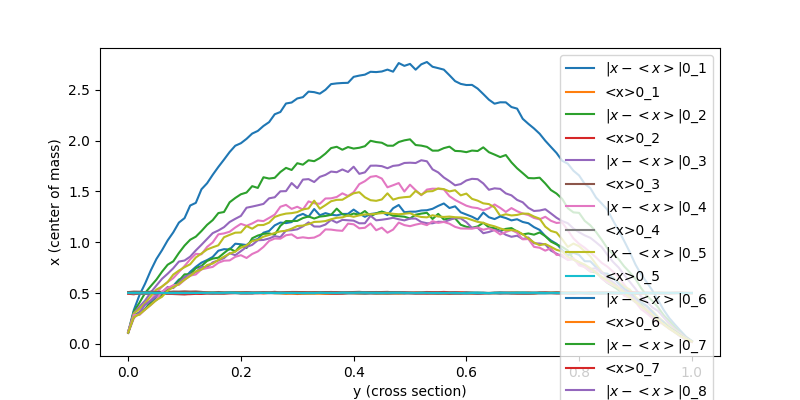 x (center of mass)
2.5
2.0
1.5
1.0
0.5
0.0
0.0
0.2
0.4
0.6
0.8
1.0
y (cross section)
|x−<x>|0_1
<x>0_1
|x−<x>|0_2
<x>0_2
|x−<x>|0_3
<x>0_3
|x−<x>|0_4
<x>0_4
|x−<x>|0_5
<x>0_5
|x−<x>|0_6
<x>0_6
|x−<x>|0_7
<x>0_7
|x−<x>|0_8